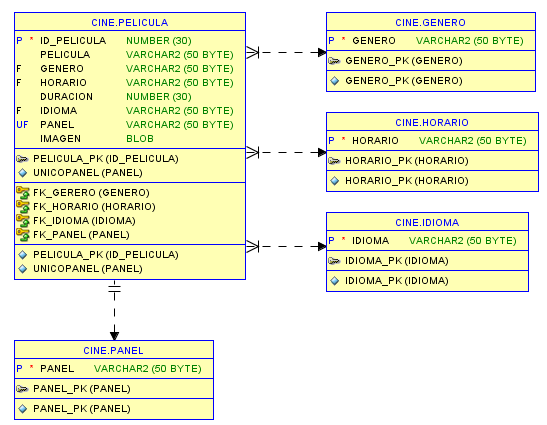 CINE.PELICULA
P * ID_PELICULA NUMBER (30)
PELICULA VARCHAR2 (50 BYTE)
F GENERO VARCHAR2 (50 BYTE)
F HORARIO VARCHAR2 (50 BYTE)
DURACION NUMBER (30)
F IDIOMA VARCHAR2 (50 BYTE)
UF PANEL VARCHAR2 (50 BYTE)
IMAGEN BLOB
PELICULA_PK (ID_PELICULA)
UNICOPANEL (PANEL)
FK_GERERO (GENERO)
FK_HORARIO (HORARIO)
FK_IDIOMA (IDIOMA)
FK_PANEL (PANEL)
PELICULA_PK (ID_PELICULA)
UNICOPANEL (PANEL)
CINE.GENERO
P * GENERO VARCHAR2 (50 BYTE)
GENERO_PK (GENERO)
GENERO_PK (GENERO)
CINE.HORARIO
P * HORARIO VARCHAR2 (50 BYTE)
HORARIO_PK (HORARIO)
HORARIO_PK (HORARIO)
CINE.IDIOMA
P * IDIOMA VARCHAR2 (50 BYTE)
IDIOMA_PK (IDIOMA)
IDIOMA_PK (IDIOMA)
CINE.PANEL
P * PANEL VARCHAR2 (50 BYTE)
PANEL_PK (PANEL)
PANEL_PK (PANEL)